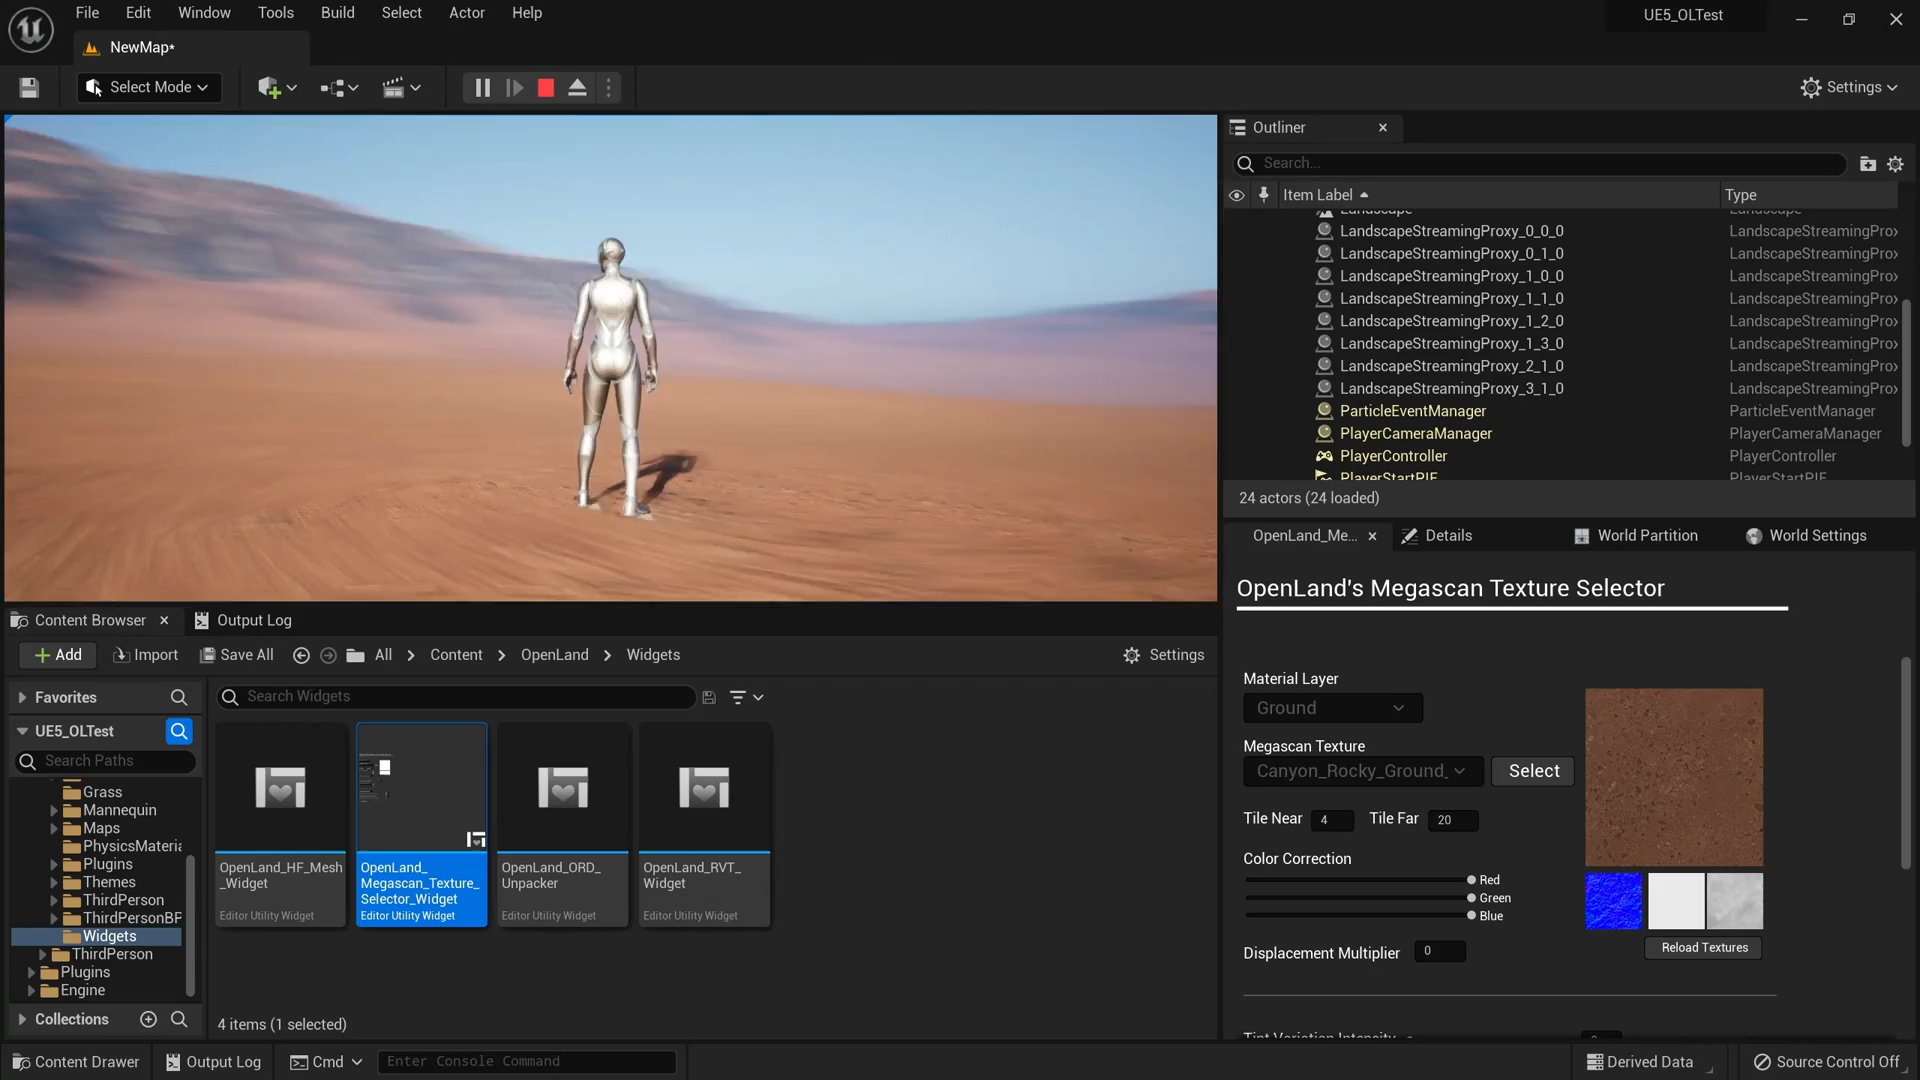 File Edit Window Tools Build Select Actor Help
UE5_OLTest
NewMap*
Select Mode
Settings
Outliner
Search...
Item Label Type
Landscape Landscape
LandscapeStreamingProxy_0_0_0 LandscapeStreamingPro
LandscapeStreamingProxy_0_1_0 LandscapeStreamingPro
LandscapeStreamingProxy_1_0_0 LandscapeStreamingPro
LandscapeStreamingProxy_1_1_0 LandscapeStreamingPro
LandscapeStreamingProxy_1_2_0 LandscapeStreamingPro
LandscapeStreamingProxy_1_3_0 LandscapeStreamingPro
LandscapeStreamingProxy_2_1_0 LandscapeStreamingPro
LandscapeStreamingProxy_3_1_0 LandscapeStreamingPro
ParticleEventManager ParticleEventManager
PlayerCameraManager PlayerCameraManager
PlayerController PlayerController
PlayerStartPIE PlayerStartPIE
24 actors (24 loaded)
OpenLand_Me... Details World Partition World Settings
OpenLand's Megascan Texture Selector
Material Layer
Ground
Megascan Texture
Canyon_Rocky_Ground_ Select
Tile Near 4 Tile Far 20
Color Correction
Red
Green
Blue
Reload Textures
Displacement Multiplier 0
Content Browser Output Log
Add Import Save All All Content OpenLand Widgets Settings
Favorites
Search Widgets
UE5_OLTest
Search Paths
Grass
Mannequin
Maps
PhysicsMateria
Plugins
Themes
ThirdPerson
ThirdPersonBP
Widgets
ThirdPerson
Plugins
Engine
Collections
OpenLand_HF_Mesh
_Widget
Editor Utility Widget
OpenLand_
Megascan_Texture_
Selector_Widget
Editor Utility Widget
OpenLand_ORD_
Unpacker
Editor Utility Widget
OpenLand_RVT_
Widget
Editor Utility Widget
4 items (1 selected)
Content Drawer Output Log Cmd Enter Console Command Derived Data Source Control Off